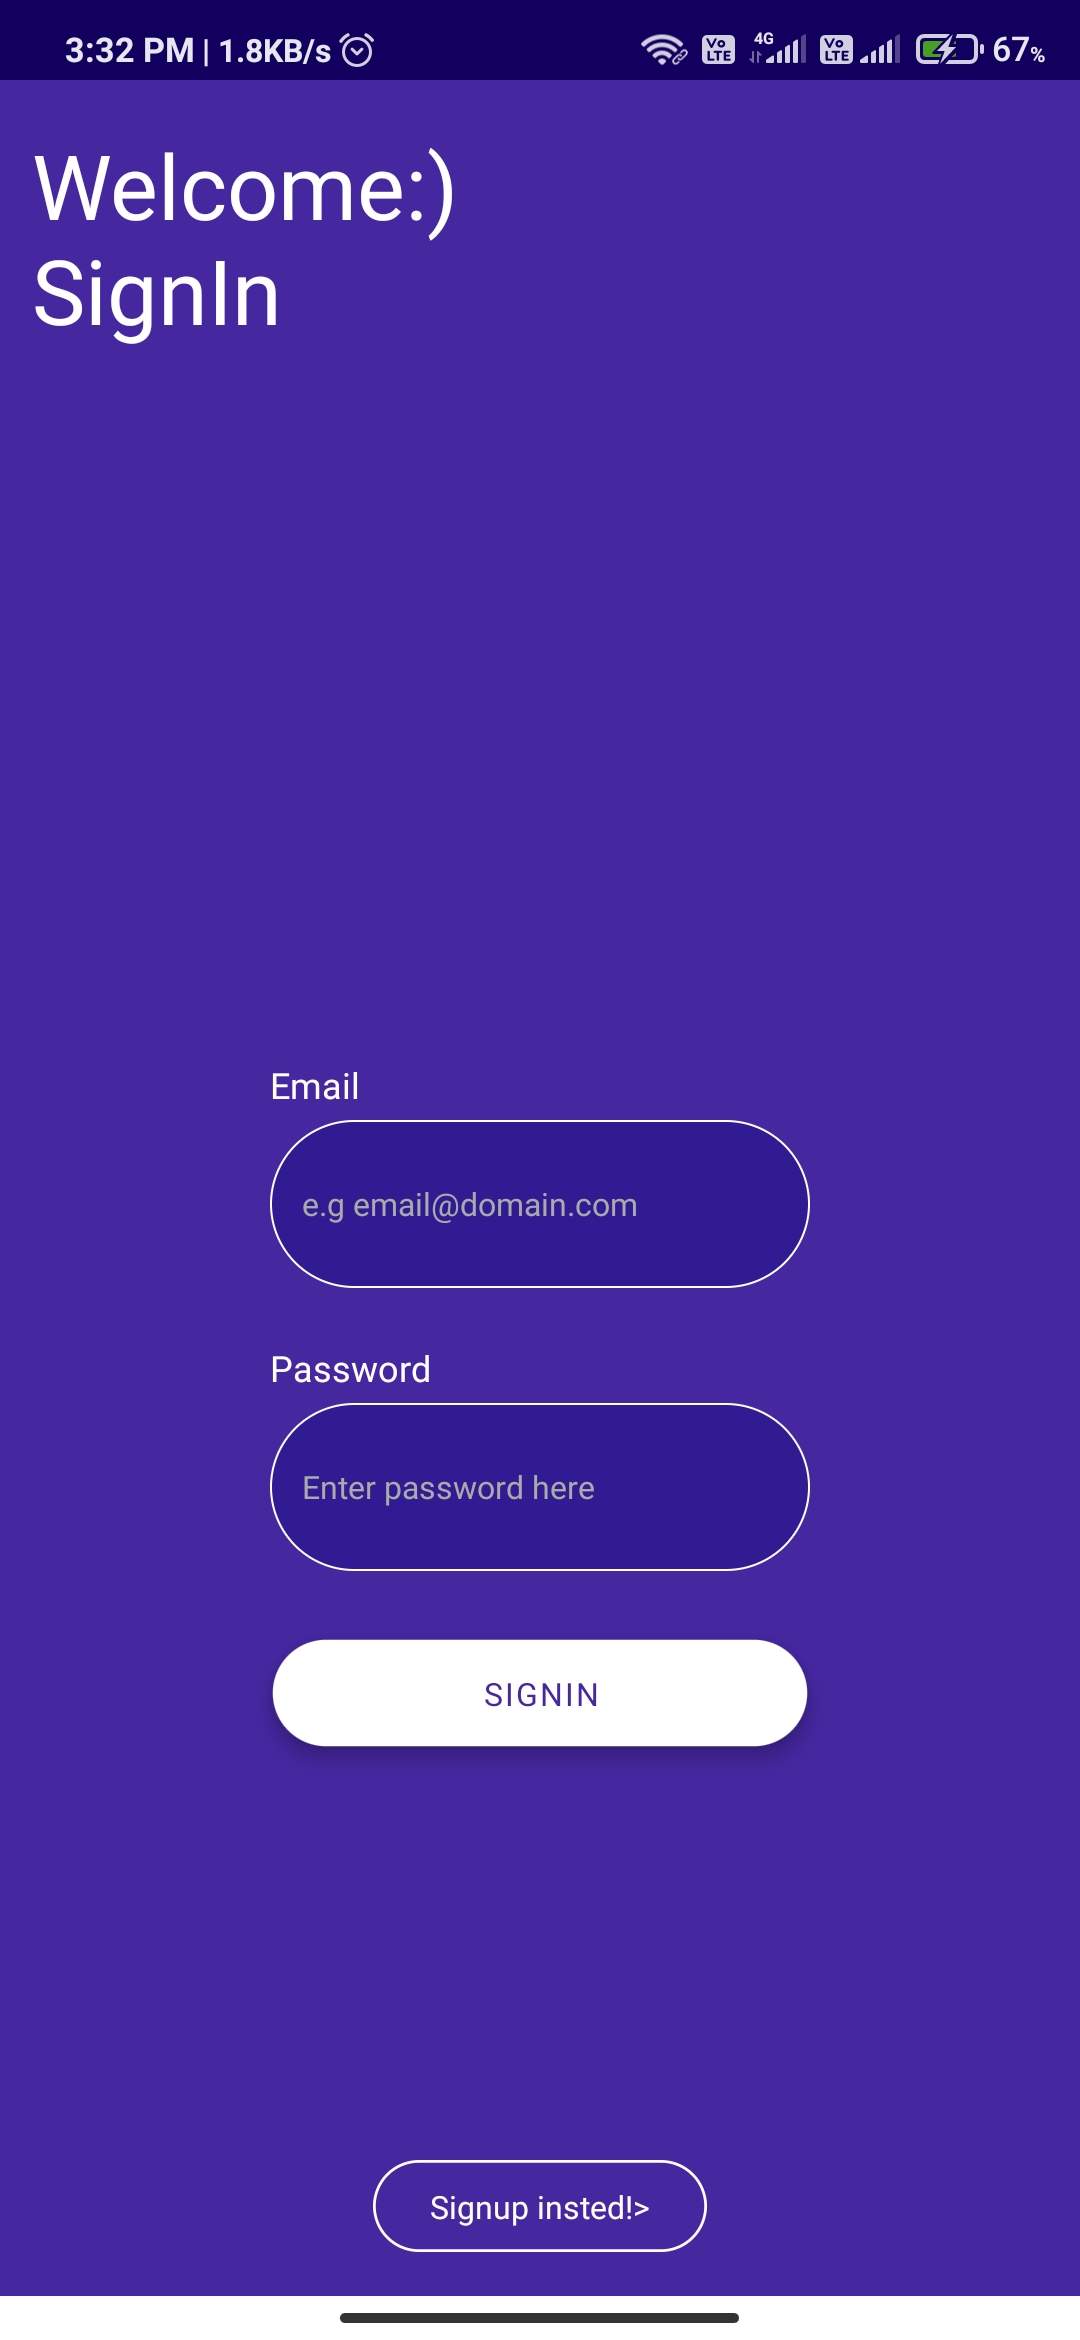 3:32 PM | 1.8KB/s Vo LTE 4G Vo LTE 67%
Welcome:)
SignIn
Email
e.g email@domain.com
Password
Enter password here
SIGNIN
Signup insted!>